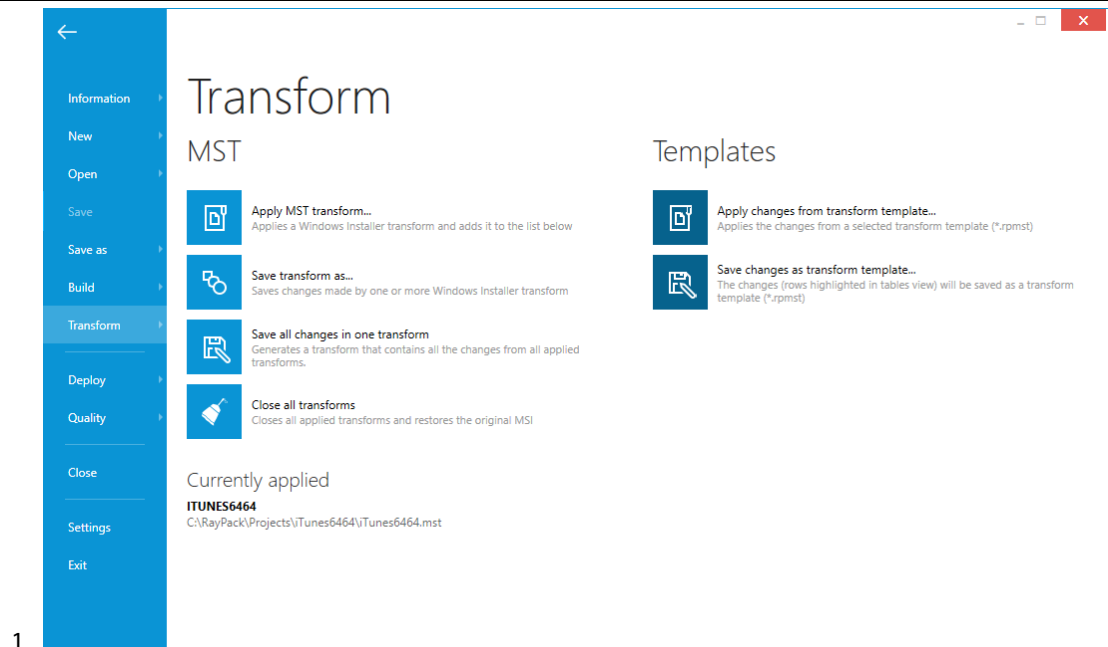 Information
New
Open
Save
Save as
Build
Transform
Deploy
Quality
Close
Settings
Exit
Transform
MST
Apply MST transform...
Applies a Windows Installer transform and adds it to the list below
Save transform as...
Saves changes made by one or more Windows Installer transform
Save all changes in one transform
Generates a transform that contains all the changes from all applied
transforms.
Close all transforms
Closes all applied transforms and restores the original MSI
Currently applied
ITUNES6464
C:\RayPack\Projects\iTunes6464\iTunes6464.mst
Templates
Apply changes from transform template...
Applies the changes from a selected transform template (*.rpmst)
Save changes as transform template...
The changes (rows highlighted in tables view) will be saved as a transform
template (*.rpmst)
1